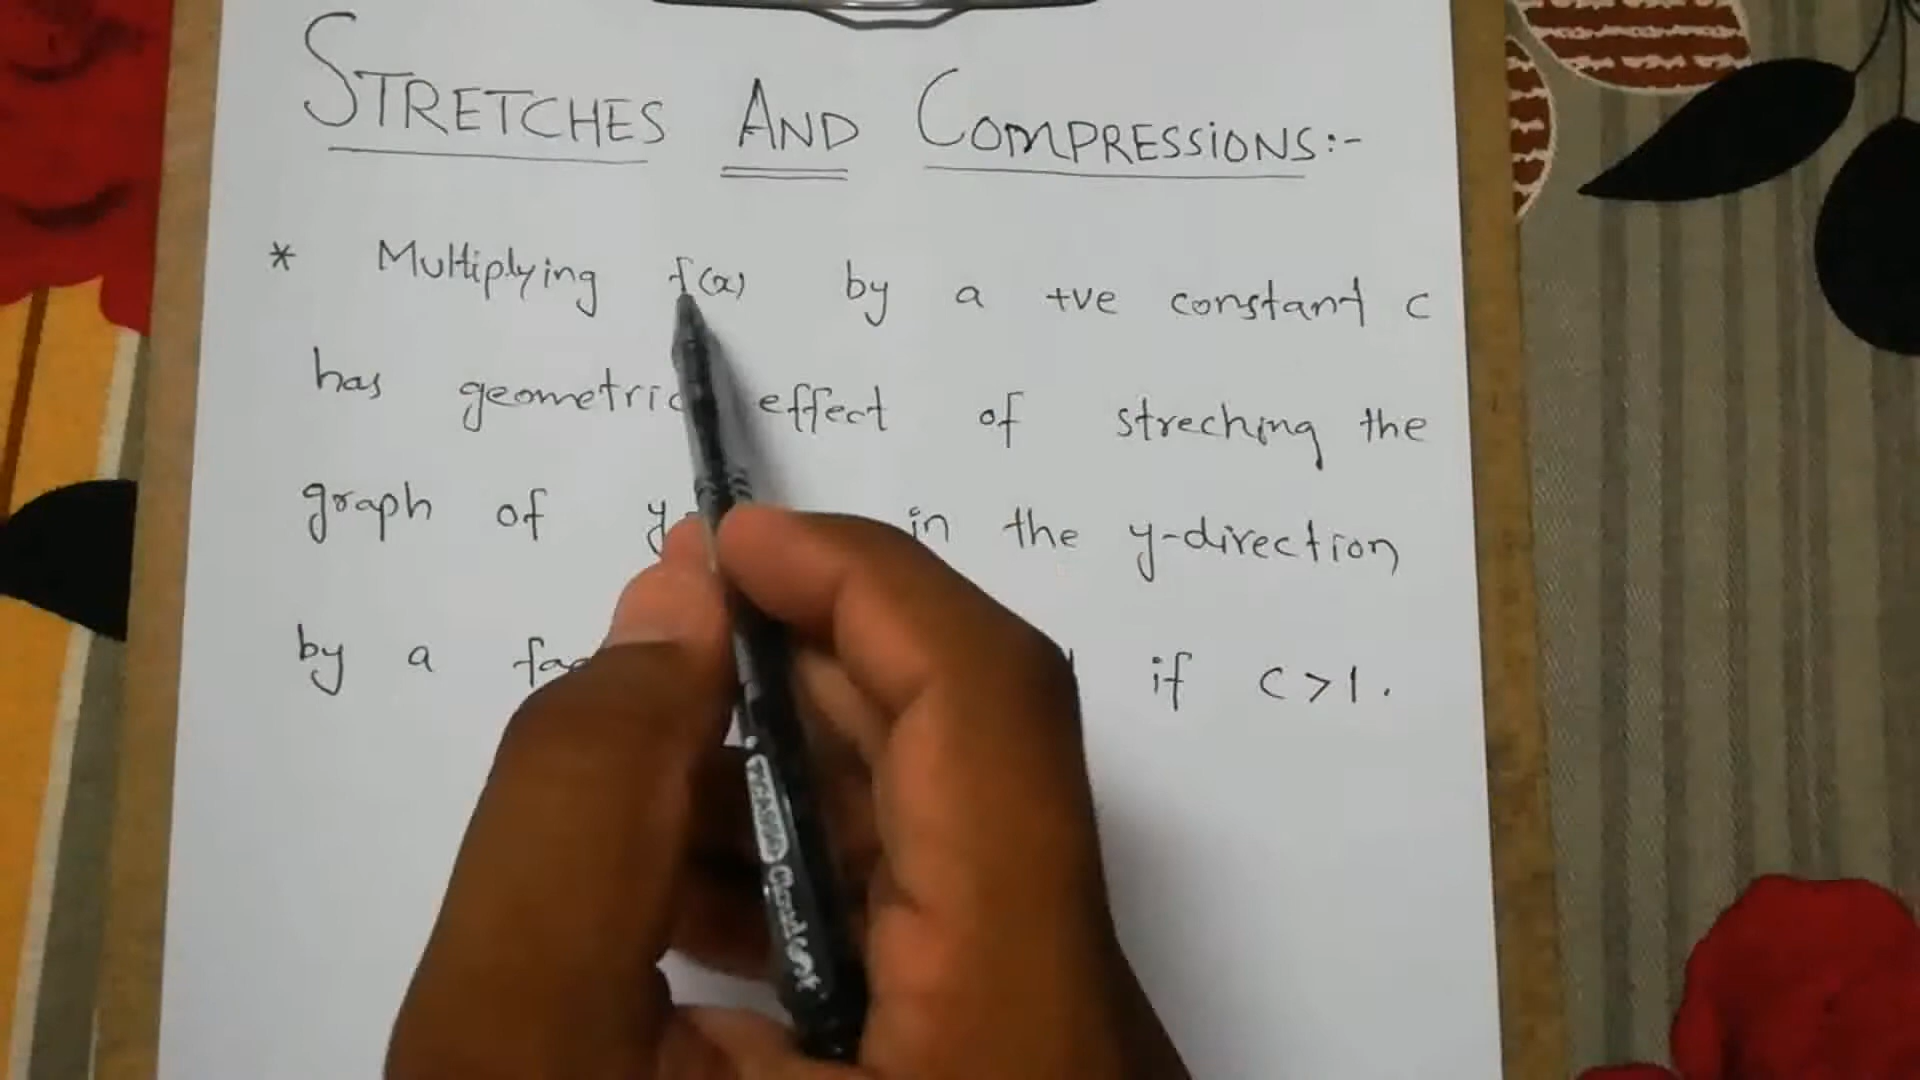 STRETCHES AND COMPRESSIONS:-
* Multiplying f(x) by a +ve constant c
has geometric effect of streching the
graph of y in the y-direction
by a if c>1.